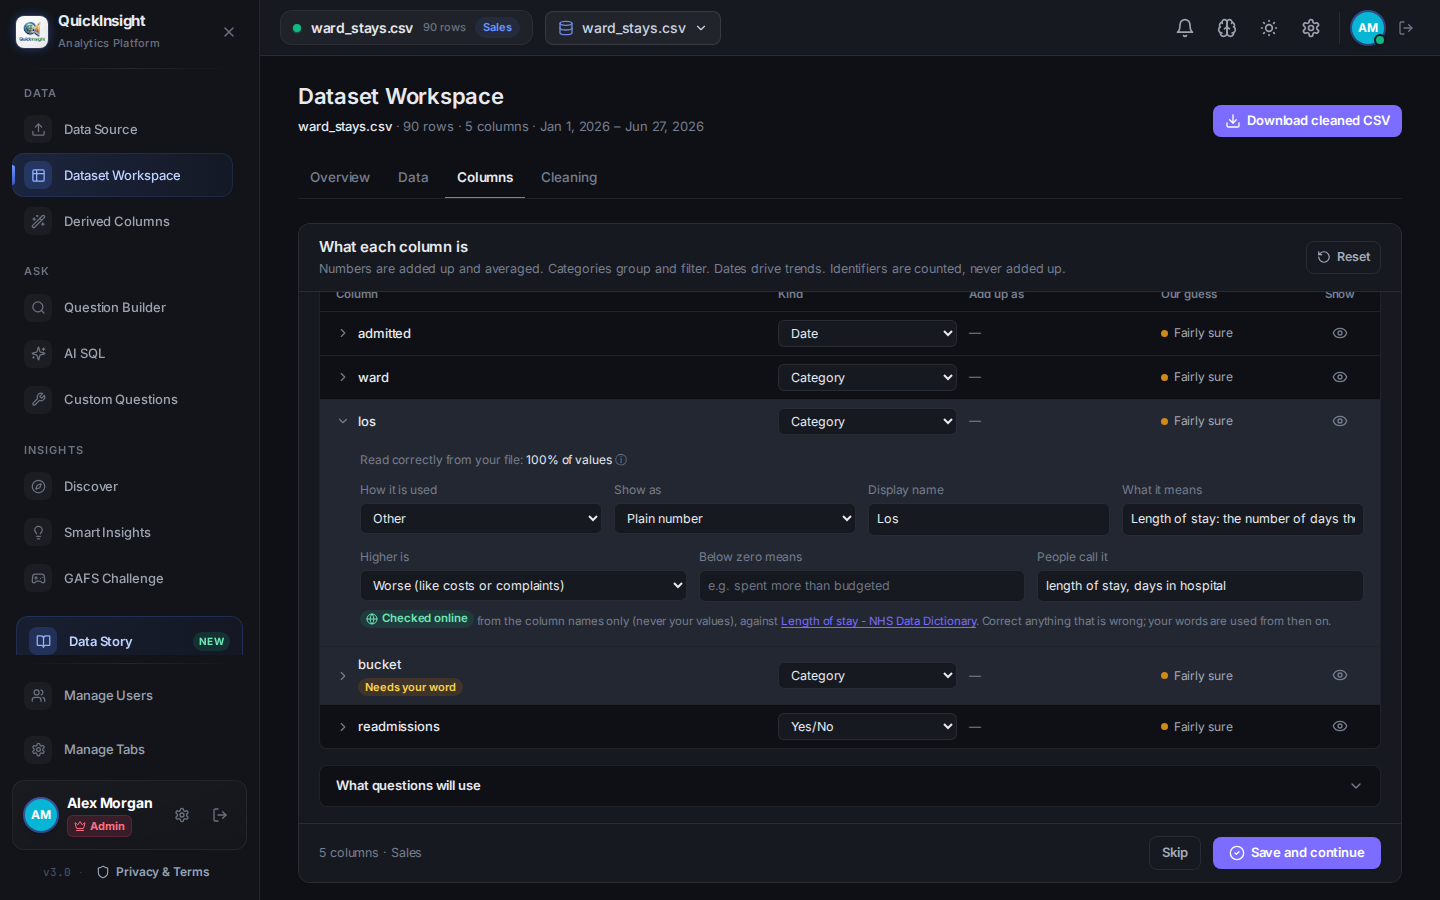 QuickInsight
Analytics Platform
DATA
Data Source
Dataset Workspace
Derived Columns
ASK
Question Builder
AI SQL
Custom Questions
INSIGHTS
Discover
Smart Insights
GAFS Challenge
Data Story NEW
Manage Users
Manage Tabs
AM Alex Morgan
Admin
v3.0 · Privacy & Terms
ward_stays.csv 90 rows Sales ward_stays.csv AM
Dataset Workspace
ward_stays.csv · 90 rows · 5 columns · Jan 1, 2026 – Jun 27, 2026
Download cleaned CSV
Overview Data Columns Cleaning
What each column is
Numbers are added up and averaged. Categories group and filter. Dates drive trends. Identifiers are counted, never added up.
Reset
Column Kind Add up as Our guess Show
admitted Date — Fairly sure
ward Category — Fairly sure
los Category — Fairly sure
Read correctly from your file: 100% of values
How it is used Show as Display name What it means
Other Plain number Los Length of stay: the number of days th
Higher is Below zero means People call it
Worse (like costs or complaints) e.g. spent more than budgeted length of stay, days in hospital
Checked online from the column names only (never your values), against Length of stay - NHS Data Dictionary. Correct anything that is wrong; your words are used from then on.
bucket Category — Fairly sure
Needs your word
readmissions Yes/No — Fairly sure
What questions will use
5 columns · Sales Skip Save and continue